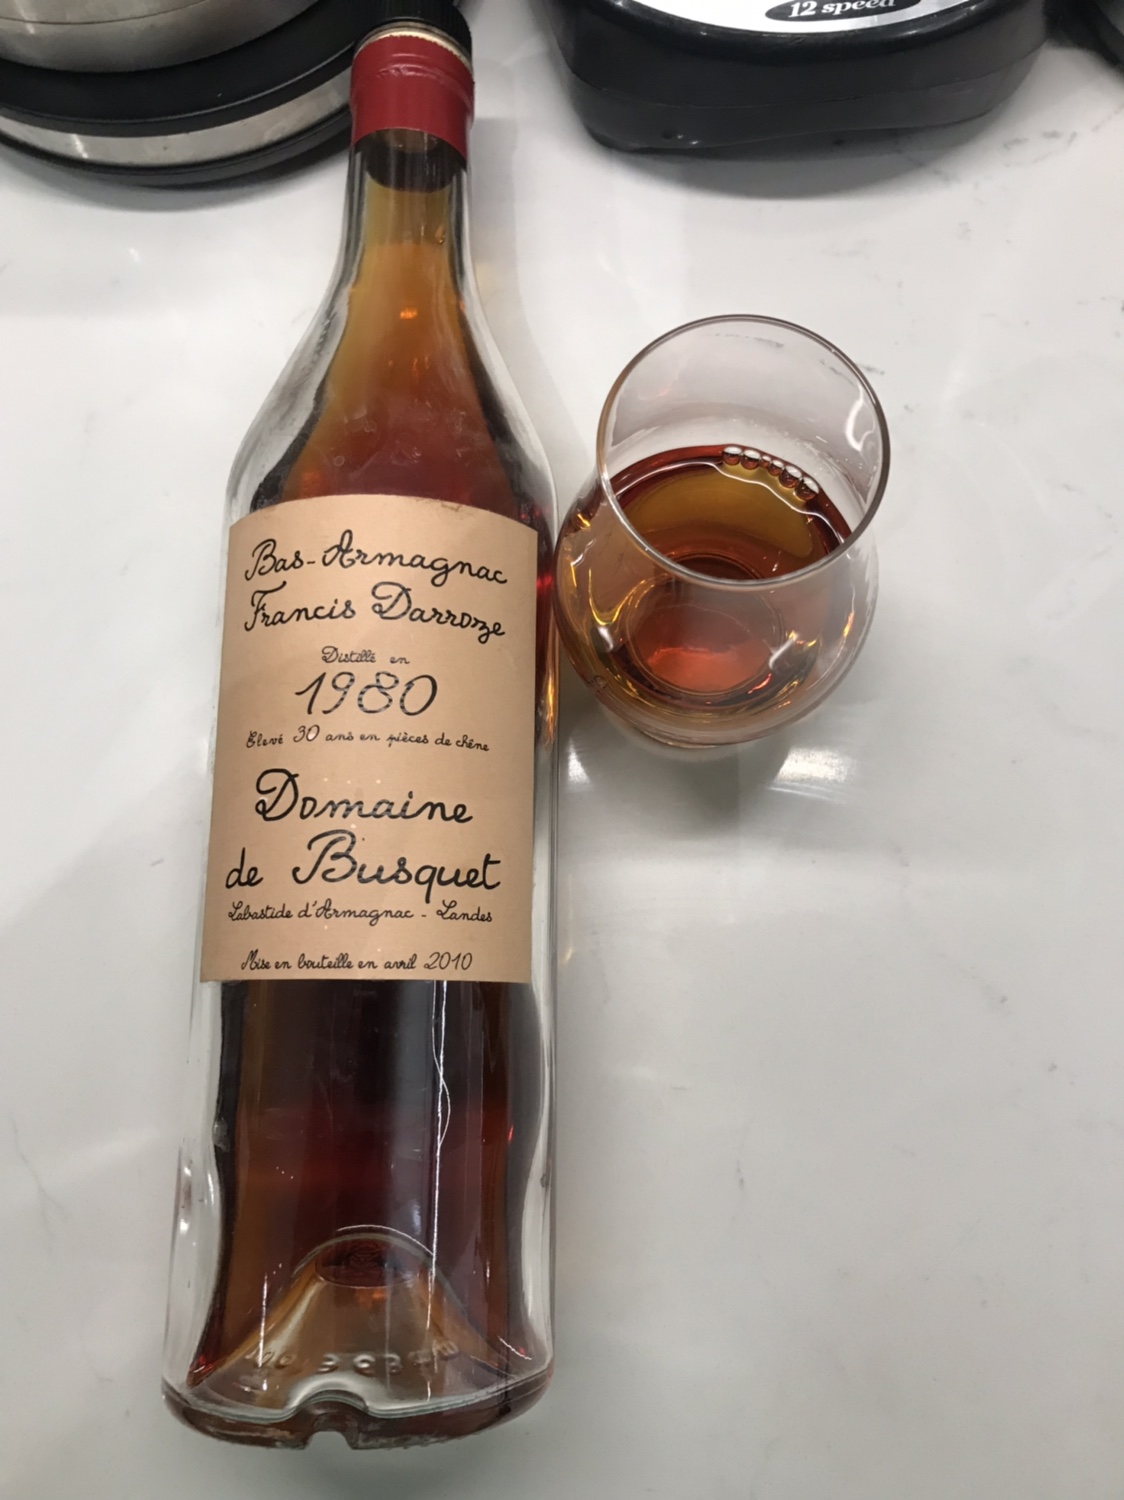 12 speed
Bas-Armagnac
Francis Darroze
Distillé en
1980
Elevé 30 ans en pièces de chêne
Domaine
de Busquet
Labastide d'Armagnac - Landes
Mise en bouteille en avril 2010